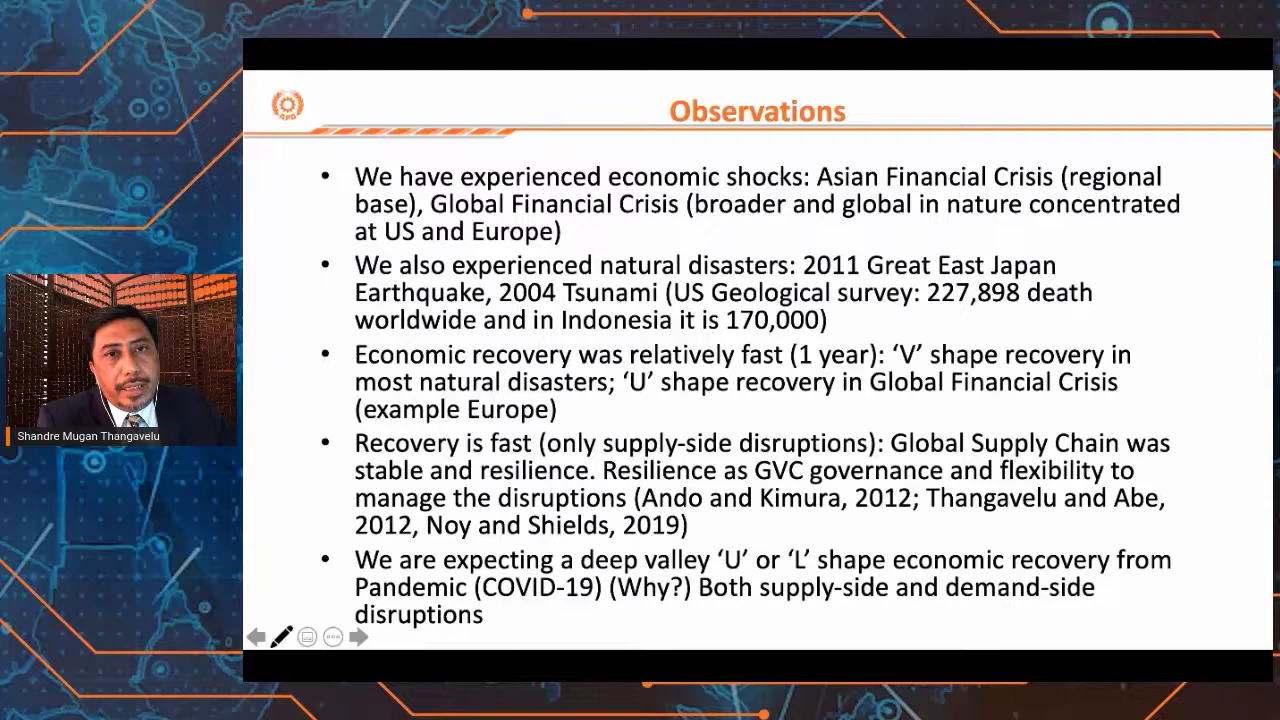 APO
Observations
• We have experienced economic shocks: Asian Financial Crisis (regional
base), Global Financial Crisis (broader and global in nature concentrated
at US and Europe)
• We also experienced natural disasters: 2011 Great East Japan
Earthquake, 2004 Tsunami (US Geological survey: 227,898 death
worldwide and in Indonesia it is 170,000)
• Economic recovery was relatively fast (1 year): ‘V’ shape recovery in
most natural disasters; ‘U’ shape recovery in Global Financial Crisis
(example Europe)
• Recovery is fast (only supply-side disruptions): Global Supply Chain was
stable and resilience. Resilience as GVC governance and flexibility to
manage the disruptions (Ando and Kimura, 2012; Thangavelu and Abe,
2012, Noy and Shields, 2019)
• We are expecting a deep valley ‘U’ or ‘L’ shape economic recovery from
Pandemic (COVID-19) (Why?) Both supply-side and demand-side
disruptions
Shandre Mugan Thangavelu